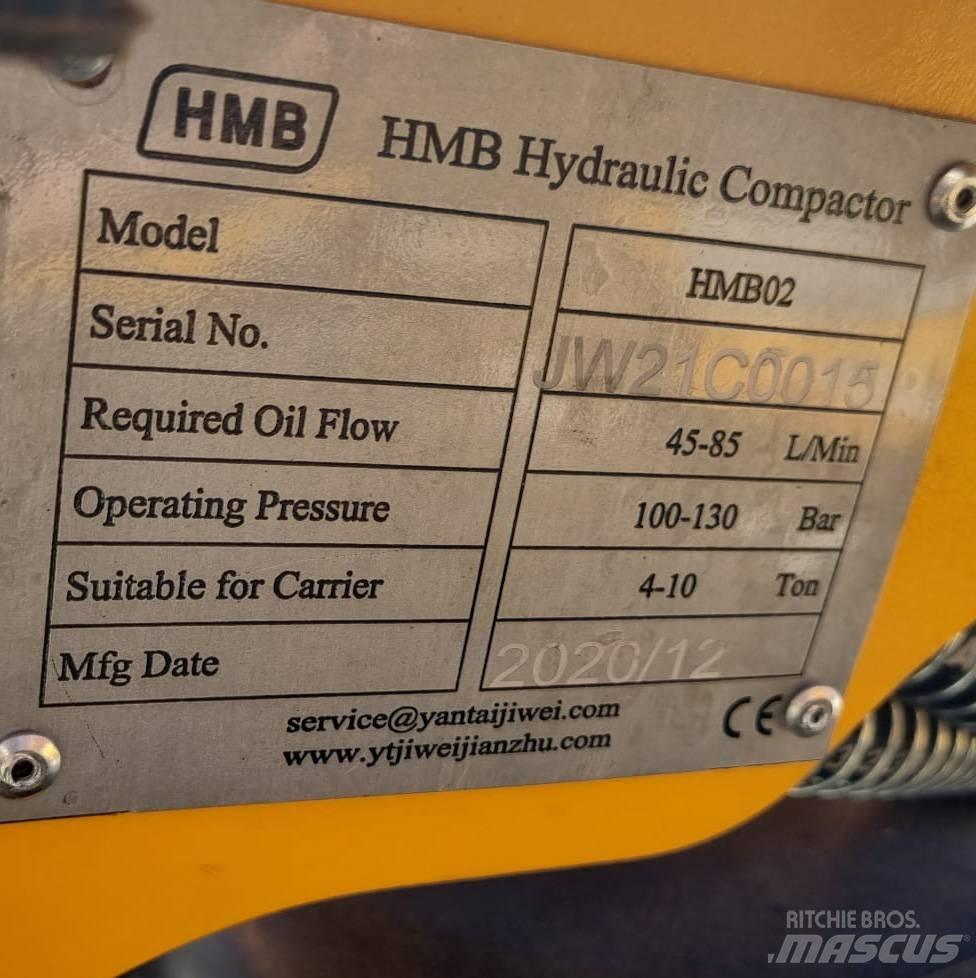 HMB HMB Hydraulic Compactor
Model HMB02
Serial No. JW21C0015
Required Oil Flow 45-85 L/Min
Operating Pressure 100-130 Bar
Suitable for Carrier 4-10 Ton
Mfg Date 2020/12
service@yantaijiwei.com
www.ytjiweijianzhu.com
CE
RITCHIE BROS.
MASCUS